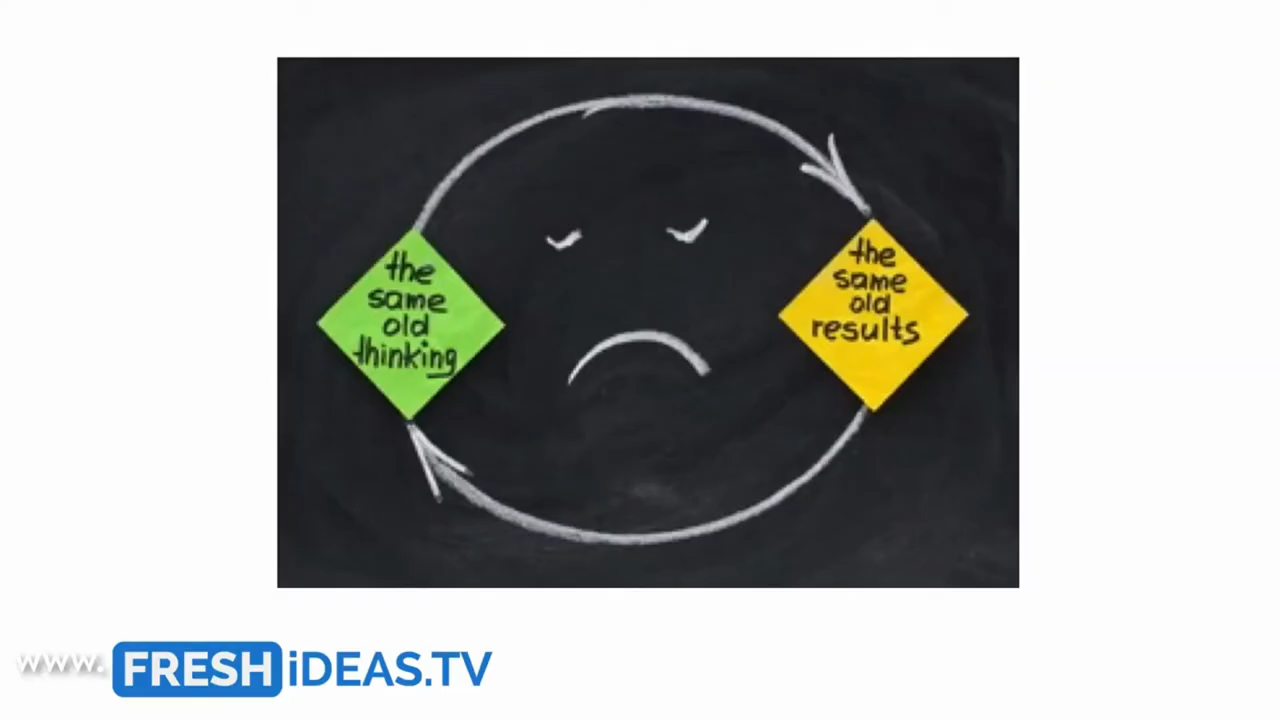 the
same
old
thinking
the
same
old
results
www. FRESH iDEAS.TV